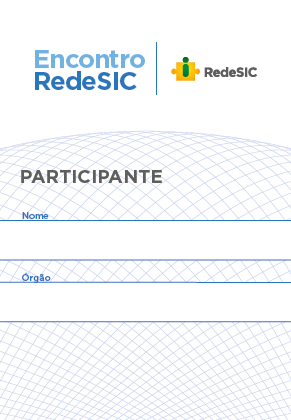 Encontro
RedeSIC
RedeSIC
PARTICIPANTE
Nome
Órgão